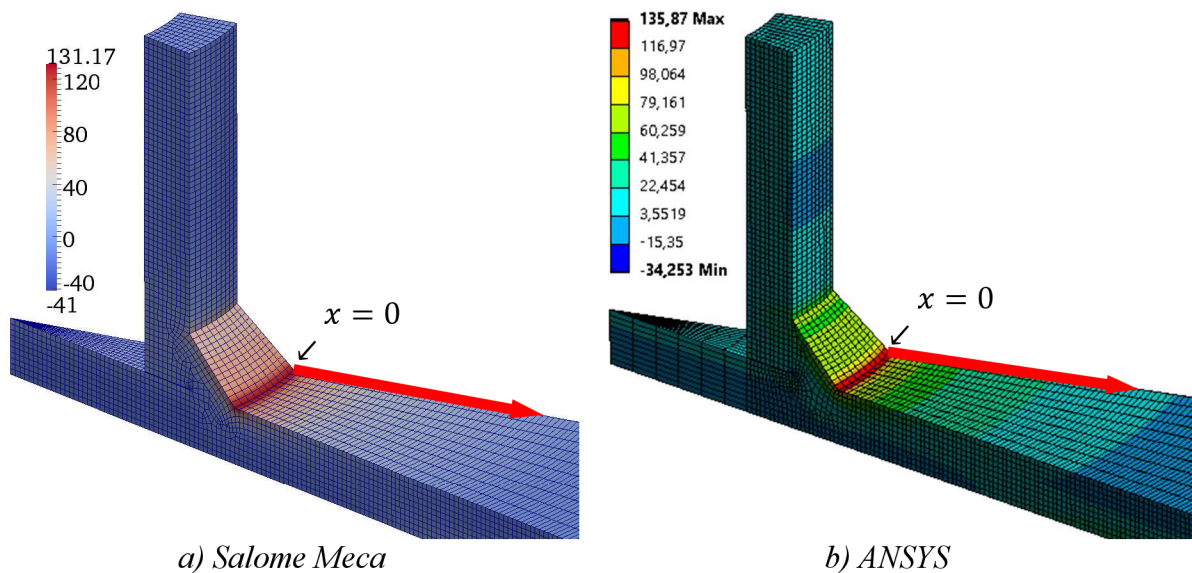 131.17
120
80
40
0
-40
-41
x = 0
a) Salome Meca
135,87 Max
116,97
98,064
79,161
60,259
41,357
22,454
3,5519
-15,35
-34,253 Min
x = 0
b) ANSYS